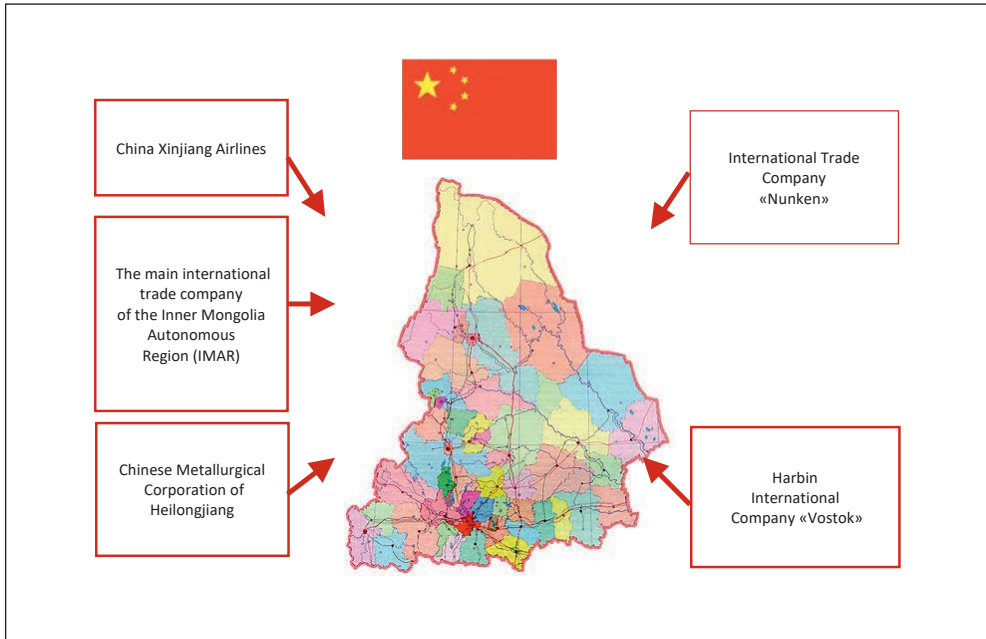 China Xinjiang Airlines
The main international
trade company
of the Inner Mongolia
Autonomous
Region (IMAR)
Chinese Metallurgical
Corporation of
Heilongjiang
International Trade
Company
«Nunken»
Harbin
International
Company «Vostok»